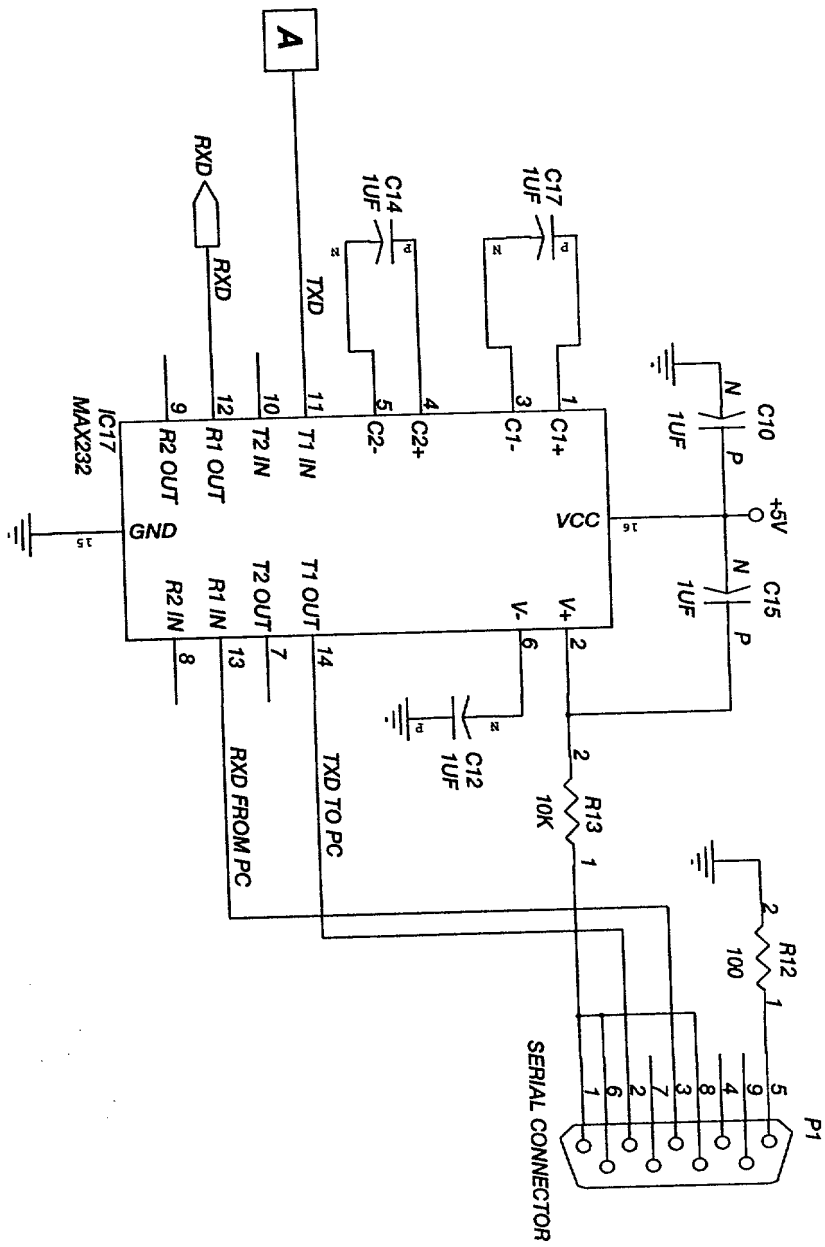 A
TXD
RXD
RXD
C14
1UF
P
N
C17
1UF
P
N
C10
1UF
N
P
+5V
C15
1UF
N
P
IC17
MAX232
9
R2 OUT
12
R1 OUT
10
T2 IN
11
T1 IN
5
C2-
4
C2+
3
C1-
1
C1+
16
VCC
15
GND
R2 IN
8
R1 IN
13
T2 OUT
7
T1 OUT
14
V-
6
V+
2
C12
1UF
N
P
RXD FROM PC
TXD TO PC
2
R13
10K
1
2
R12
100
1
P1
5
9
4
8
3
7
2
6
1
SERIAL CONNECTOR